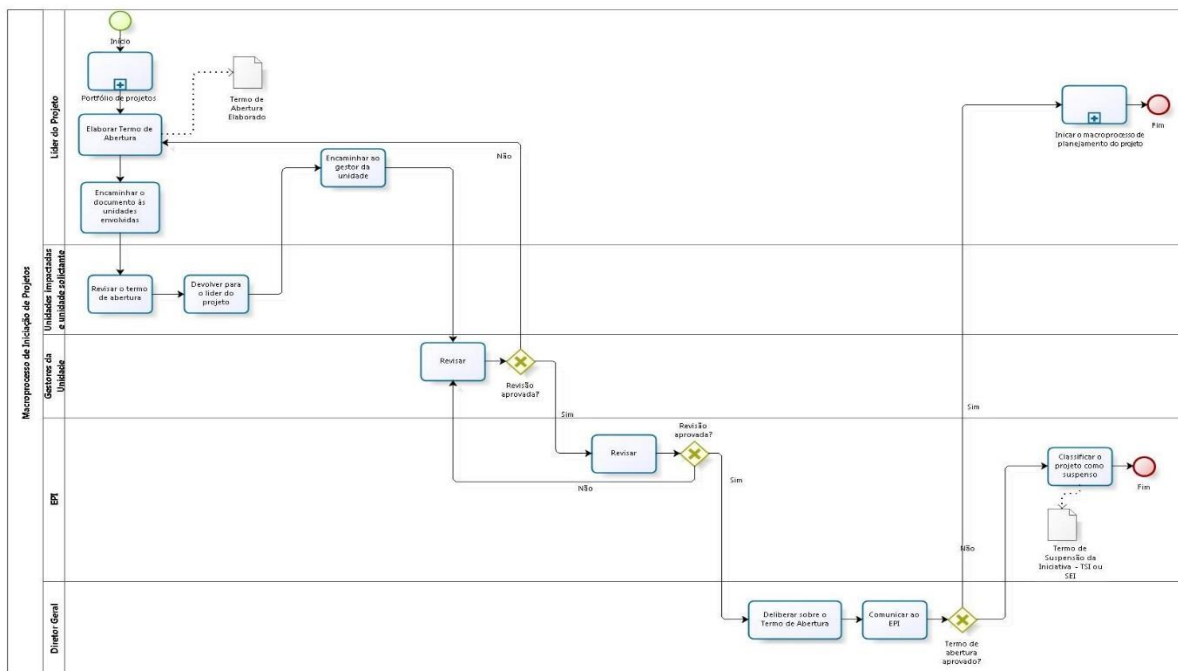 Macroprocesso de Iniciação de Projetos
Líder do Projeto
Início
Portfólio de projetos
Elaborar Termo de
Abertura
Termo de
Abertura
Elaborado
Encaminhar o
documento às
unidades
envolvidas
Encaminhar ao
gestor da
unidade
Não
Inicar o macroprocesso de
planejamento do projeto
Fim
Unidades impactadas
e unidade solicitante
Revisar o termo
de abertura
Devolver para
o líder do
projeto
Gestores da
Unidade
Revisar
Revisão
aprovada?
Sim
Sim
EPI
Revisar
Revisão
aprovada?
Não
Sim
Classificar o
projeto como
suspenso
Fim
Não
Termo de
Suspensão da
Iniciativa - TSI ou
SEI
Diretor Geral
Deliberar sobre o
Termo de Abertura
Comunicar ao
EPI
Termo de
abertura
aprovado?